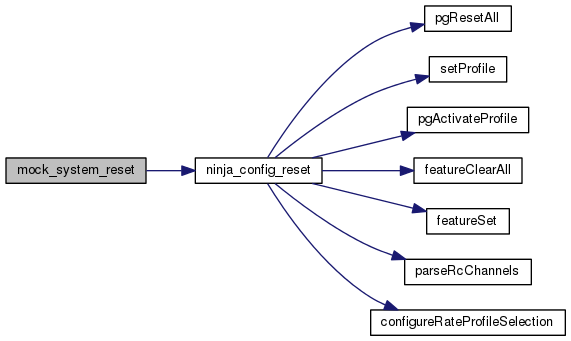 pgResetAll
setProfile
pgActivateProfile
mock_system_reset
ninja_config_reset
featureClearAll
featureSet
parseRcChannels
configureRateProfileSelection